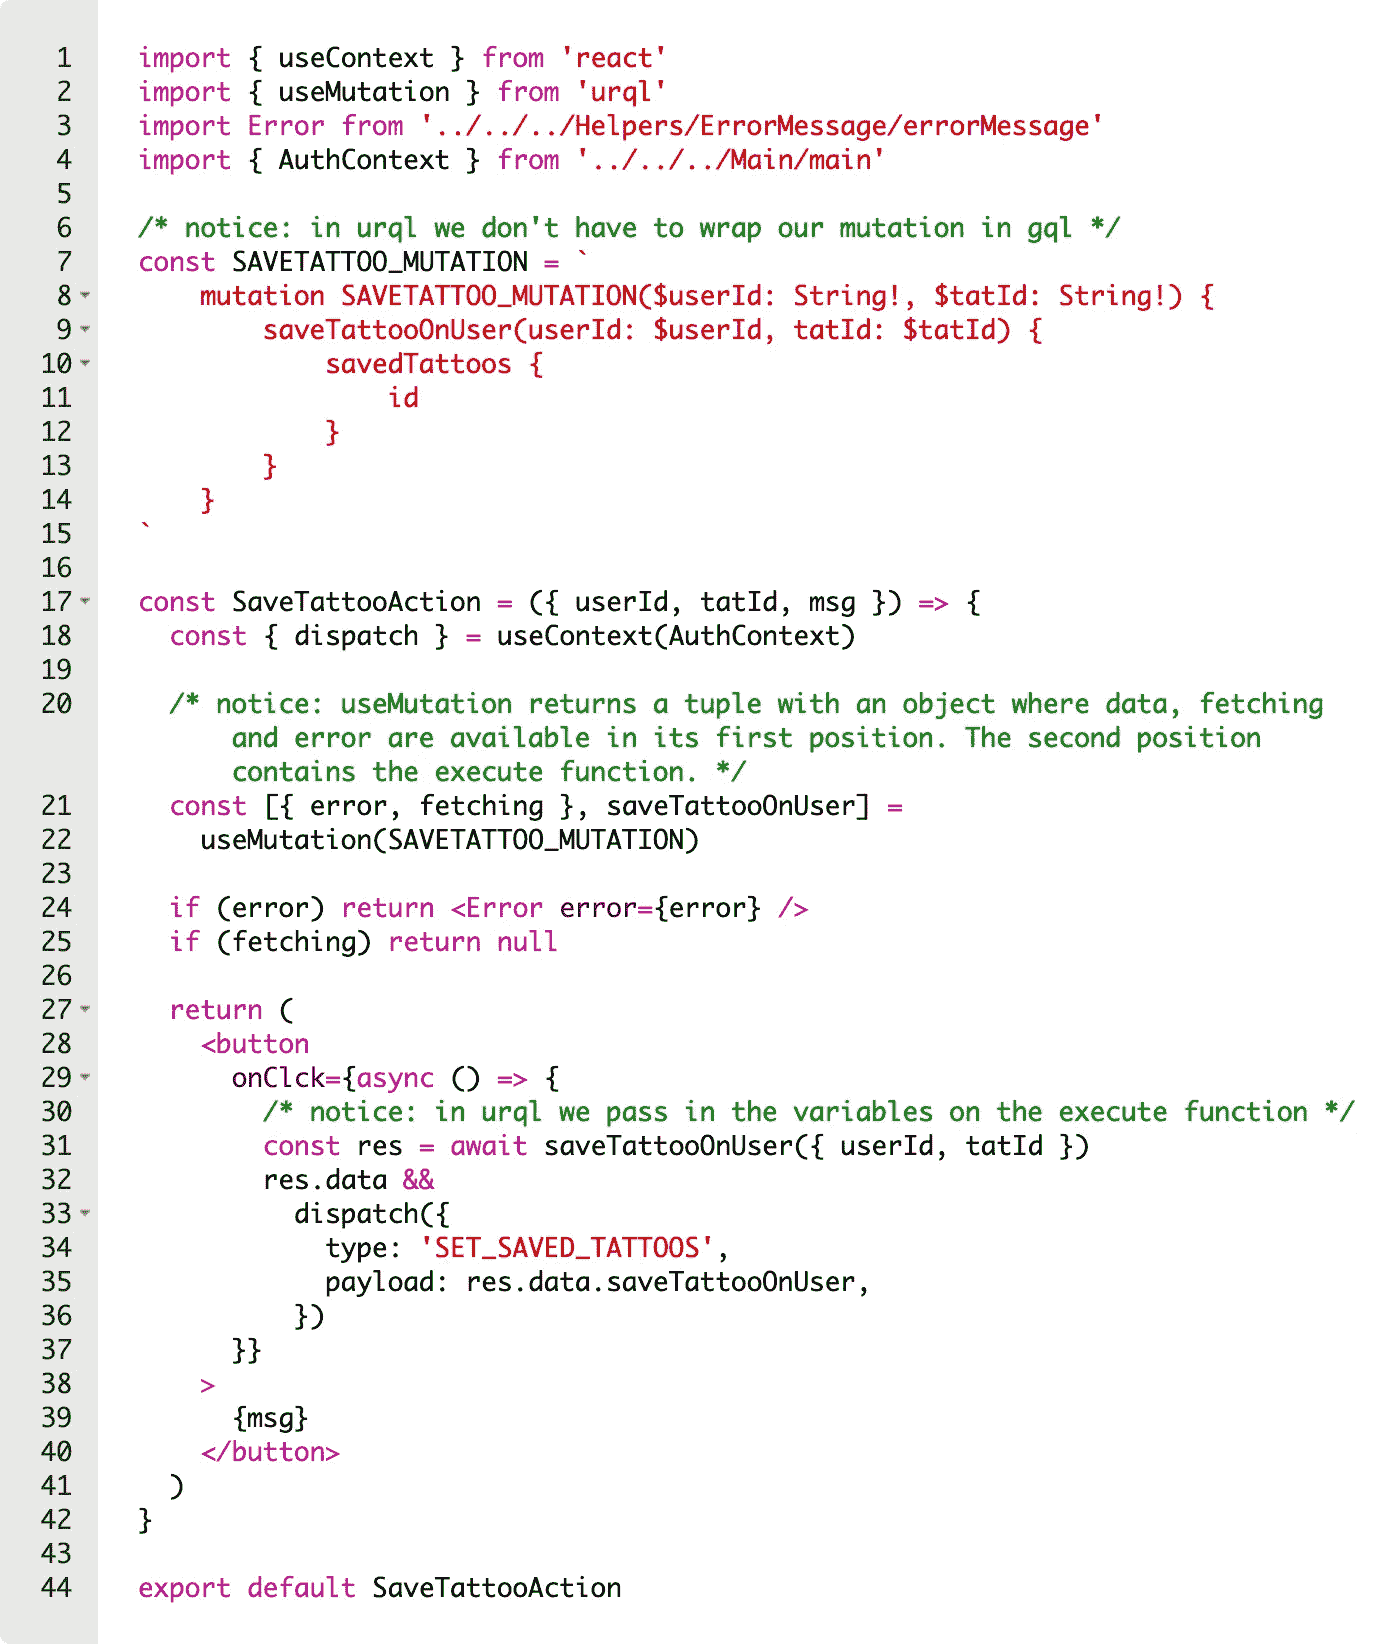 1 import { useContext } from 'react'
2 import { useMutation } from 'urql'
3 import Error from '../../../Helpers/ErrorMessage/errorMessage'
4 import { AuthContext } from '../../../Main/main'
5
6 /* notice: in urql we don't have to wrap our mutation in gql */
7 const SAVETATTOO_MUTATION = `
8     mutation SAVETATTOO_MUTATION($userId: String!, $tatId: String!) {
9         saveTattooOnUser(userId: $userId, tatId: $tatId) {
10             savedTattoos {
11                 id
12             }
13         }
14     }
15 `
16
17 const SaveTattooAction = ({ userId, tatId, msg }) => {
18   const { dispatch } = useContext(AuthContext)
19
20   /* notice: useMutation returns a tuple with an object where data, fetching
      and error are available in its first position. The second position
      contains the execute function. */
21   const [{ error, fetching }, saveTattooOnUser] =
22     useMutation(SAVETATTOO_MUTATION)
23
24   if (error) return <Error error={error} />
25   if (fetching) return null
26
27   return (
28     <button
29       onClck={async () => {
30         /* notice: in urql we pass in the variables on the execute function */
31         const res = await saveTattooOnUser({ userId, tatId })
32         res.data &&
33           dispatch({
34             type: 'SET_SAVED_TATTOOS',
35             payload: res.data.saveTattooOnUser,
36           })
37       }}
38     >
39       {msg}
40     </button>
41   )
42 }
43
44 export default SaveTattooAction